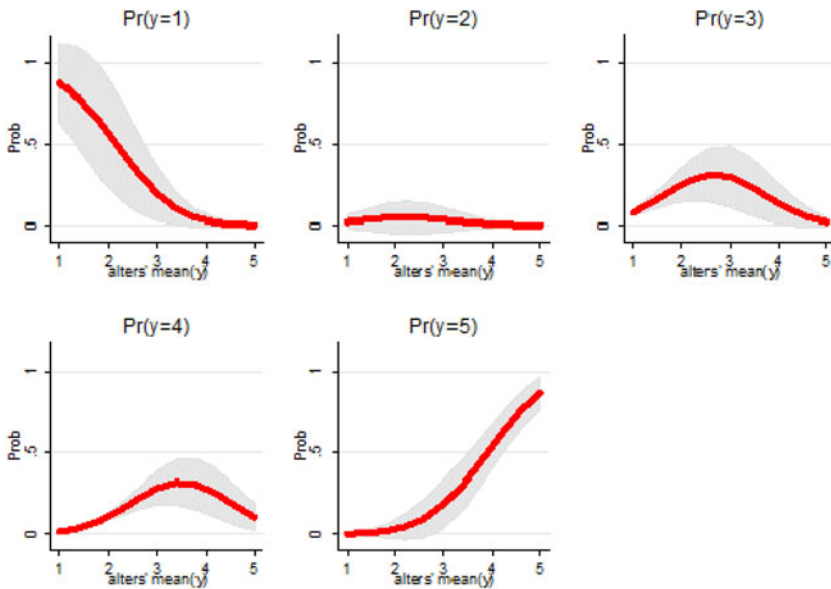 Pr(y=1)
Prob
0 .5 1
1 2 3 4 5
alters' mean(y)
Pr(y=2)
Prob
0 .5 1
1 2 3 4 5
alters' mean(y)
Pr(y=3)
Prob
0 .5 1
1 2 3 4 5
alters' mean(y)
Pr(y=4)
Prob
0 .5 1
1 2 3 4 5
alters' mean(y)
Pr(y=5)
Prob
0 .5 1
1 2 3 4 5
alters' mean(y)